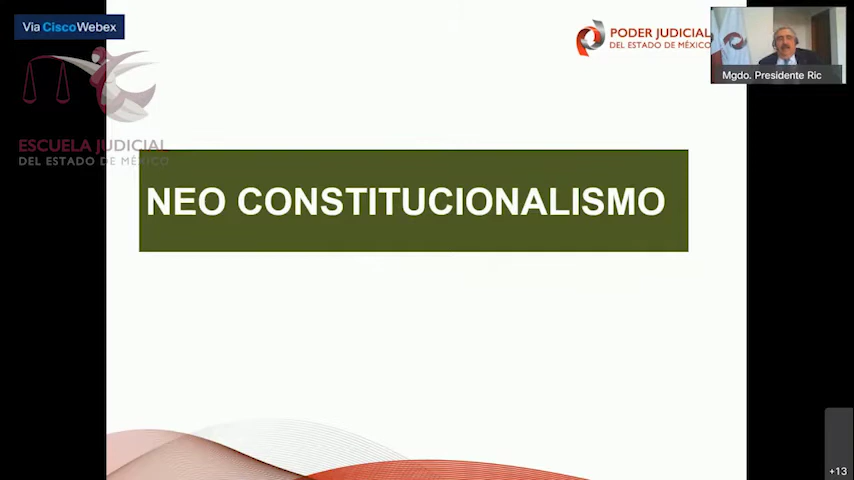 Via CiscoWebex
PODER JUDICIAL
DEL ESTADO DE MÉXICO
Mgdo. Presidente Ric
ESCUELA JUDICIAL
DEL ESTADO DE MÉXICO
NEO CONSTITUCIONALISMO
+13